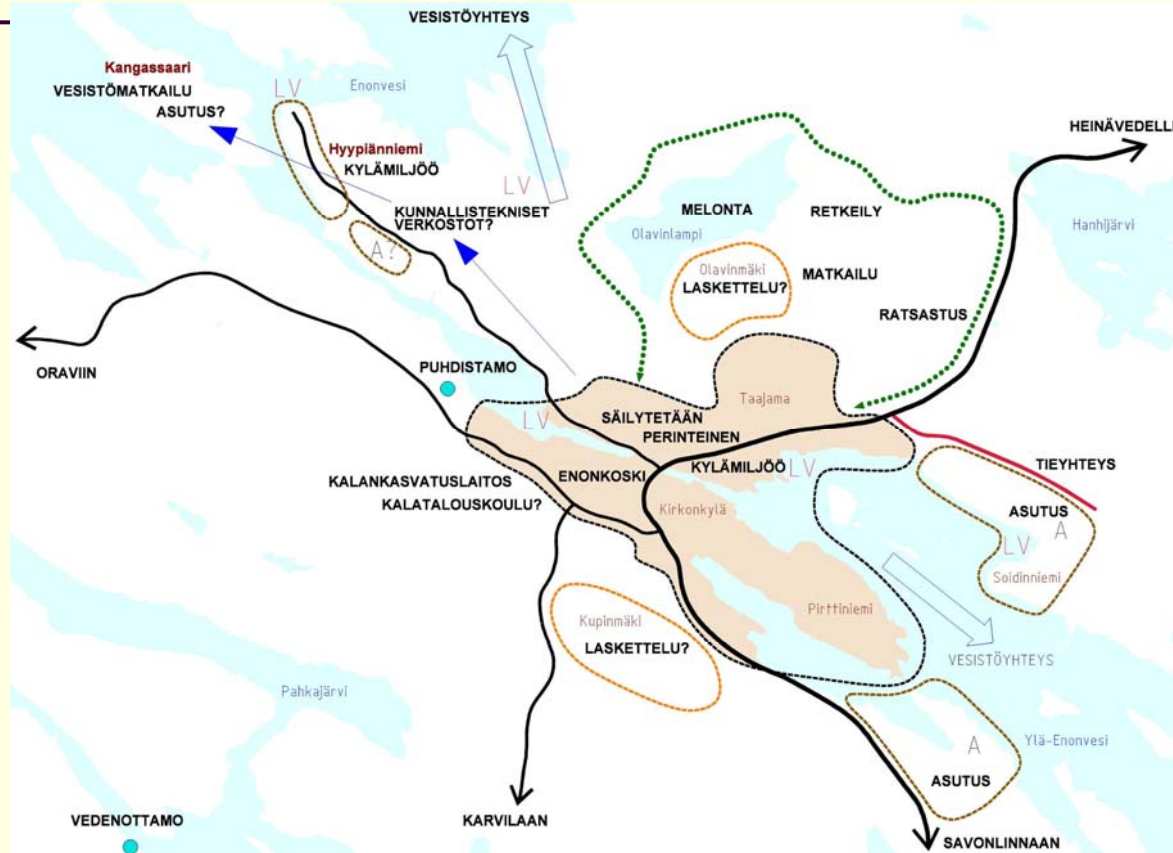 VESISTÖYHTEYS
Kangassaari
VESISTÖMATKAILU
ASUTUS?
LV
Enonvesi
Hyypiänniemi
KYLÄMILJÖÖ
LV
KUNNALLISTEKNISET
VERKOSTOT?
A?
HEINÄVEDELLE
Hanhijärvi
MELONTA
RETKEILY
Olavinlampi
Olavinmäki
LASKETTELU?
MATKAILU
RATSASTUS
ORAVIIN
PUHDISTAMO
Taajama
LV
SÄILYTETÄÄN
PERINTEINEN
KYLÄMILJÖÖ
LV
ENONKOSKI
KALANKASVATUSLAITOS
KALATALOUSKOULU?
Kirkonkylä
TIEYHTEYS
ASUTUS
A
LV
Soidinniemi
Pirttiniemi
Kupinmäki
LASKETTELU?
VESISTÖYHTEYS
Pahkajärvi
Ylä-Enonvesi
A
ASUTUS
VEDENOTTAMO
KARVILAAN
SAVONLINNAAN